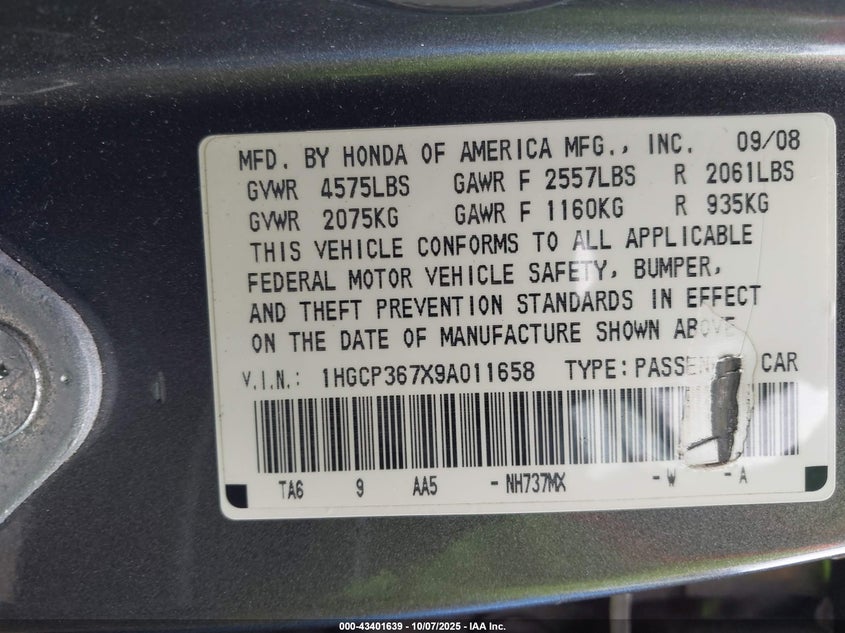 MFD. BY HONDA OF AMERICA MFG., INC. 09/08
GVWR 4575LBS GAWR F 2557LBS R 2061LBS
GVWR 2075KG GAWR F 1160KG R 935KG
THIS VEHICLE CONFORMS TO ALL APPLICABLE
FEDERAL MOTOR VEHICLE SAFETY, BUMPER,
AND THEFT PREVENTION STANDARDS IN EFFECT
ON THE DATE OF MANUFACTURE SHOWN ABOVE
V.I.N.: 1HGCP367X9A011658 TYPE: PASSEN CAR
TA6 9 AA5 - NH737MX - W - A
000-43401639 - 10/07/2025 - IAA Inc.